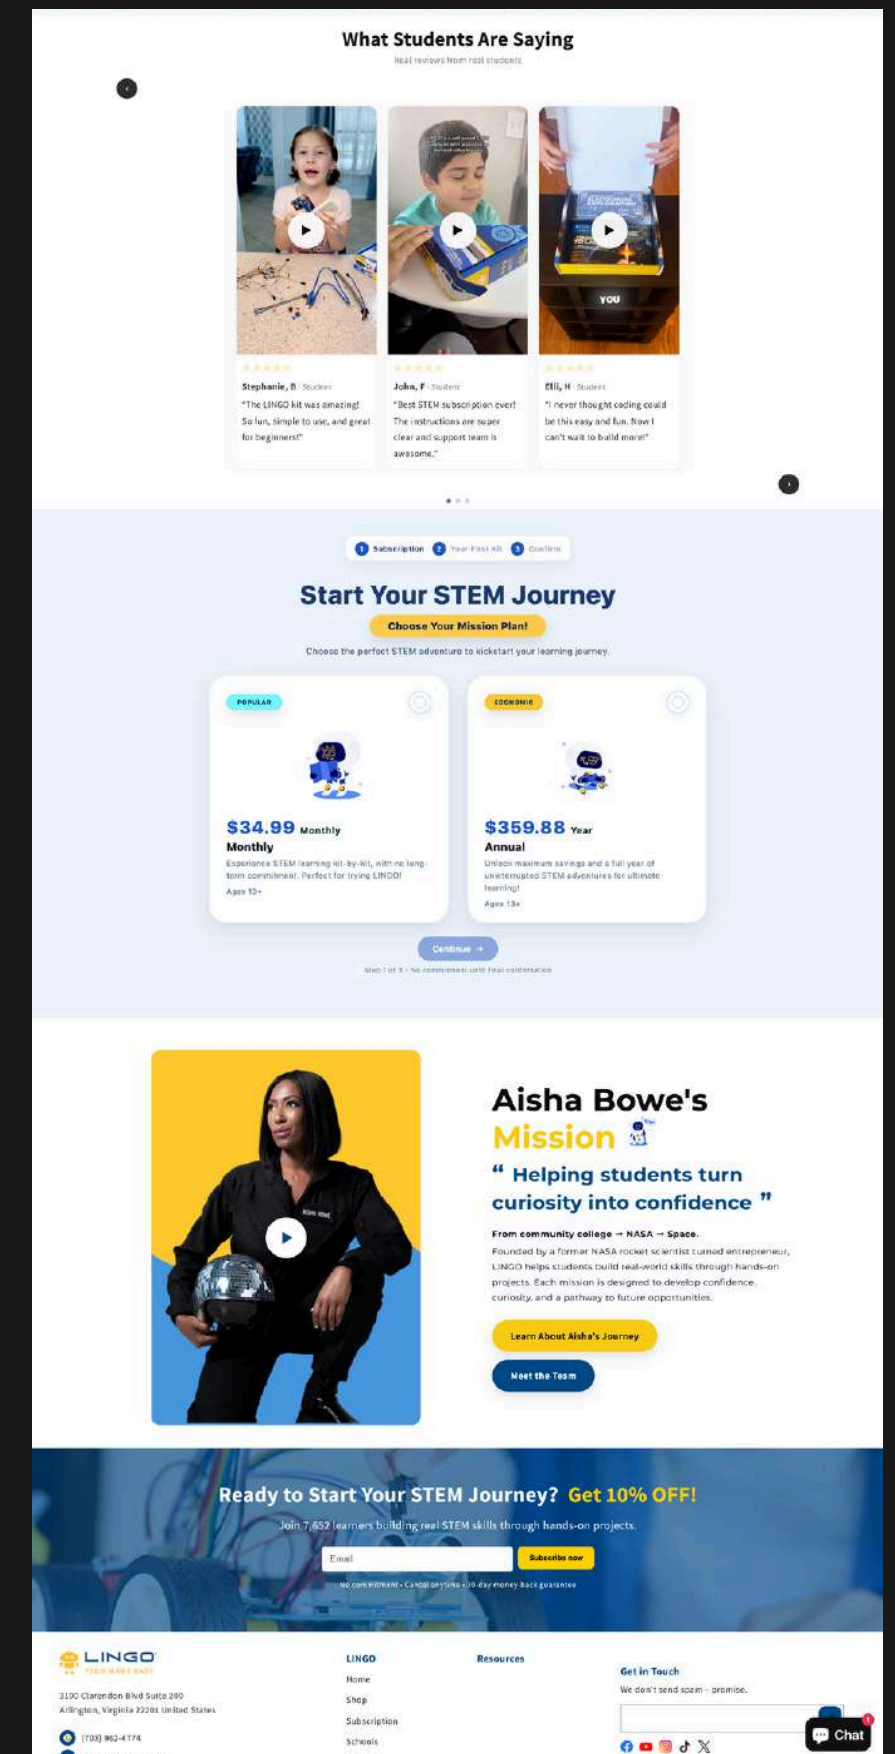 What Students Are Saying
Real reviews from real students
YOU
Stephanie, B - Student
"The LINGO kit was amazing!
So fun, simple to use, and great
for beginners!"
John, F - Student
"Best STEM subscription ever!
The instructions are super
clear and support team is
awesome."
Elli, H - Student
"I never thought coding could
be this easy and fun. Now I
can't wait to build more!"
1 Subscription 2 Your First Kit 3 Confirm
Start Your STEM Journey
Choose Your Mission Plan!
Choose the perfect STEM adventure to kickstart your learning journey.
POPULAR
$34.99 Monthly
Monthly
Experience STEM learning kit-by-kit, with no long-
term commitment. Perfect for trying LINGO!
Ages 13+
ECONOMIC
$359.88 Year
Annual
Unlock maximum savings and a full year of
uninterrupted STEM adventures for ultimate
learning!
Ages 13+
Continue →
Step 1 of 3 • No commitment until final confirmation
AISHA BOWE
Aisha Bowe's
Mission
“ Helping students turn
curiosity into confidence ”
From community college → NASA → Space.
Founded by a former NASA rocket scientist turned entrepreneur,
LINGO helps students build real-world skills through hands-on
projects. Each mission is designed to develop confidence,
curiosity, and a pathway to future opportunities.
Learn About Aisha's Journey
Meet the Team
Ready to Start Your STEM Journey? Get 10% OFF!
Join 7,652 learners building real STEM skills through hands-on projects.
Email
Subscribe now
No commitment • Cancel anytime • 30-day money-back guarantee
LINGO
TECH MADE EASY
3100 Clarendon Blvd Suite 200
Arlington, Virginia 22201 United States
(703) 982-4774
LINGO
Home
Shop
Subscription
Schools
Resources
Get in Touch
We don't send spam – promise.
Chat
1